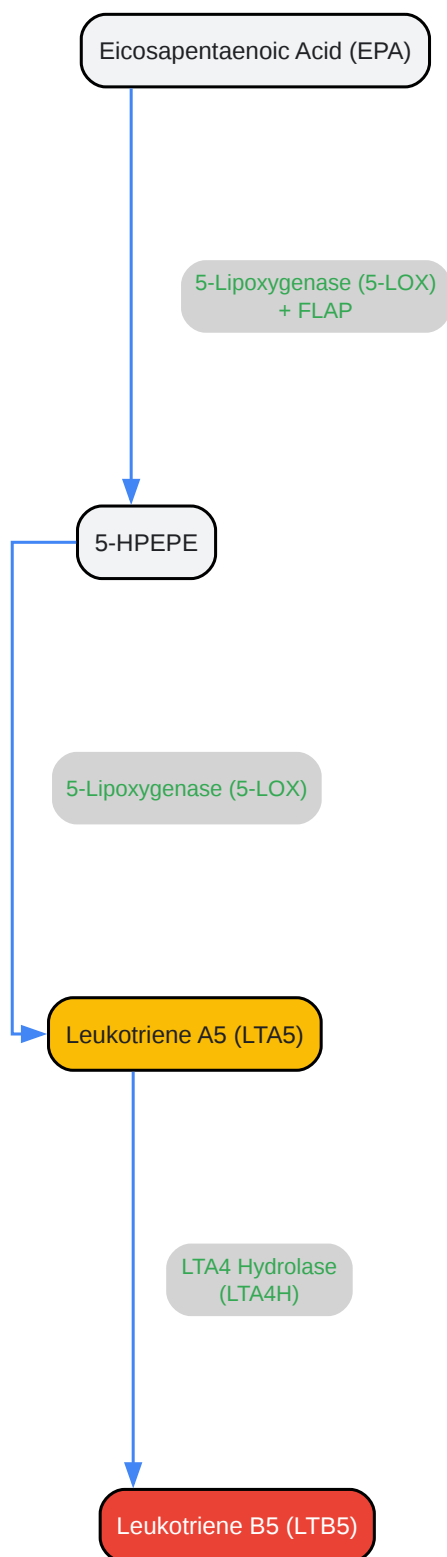 Eicosapentaenoic Acid (EPA)
5-Lipoxygenase (5-LOX)
+ FLAP
5-HPEPE
5-Lipoxygenase (5-LOX)
Leukotriene A5 (LTA5)
LTA4 Hydrolase
(LTA4H)
Leukotriene B5 (LTB5)